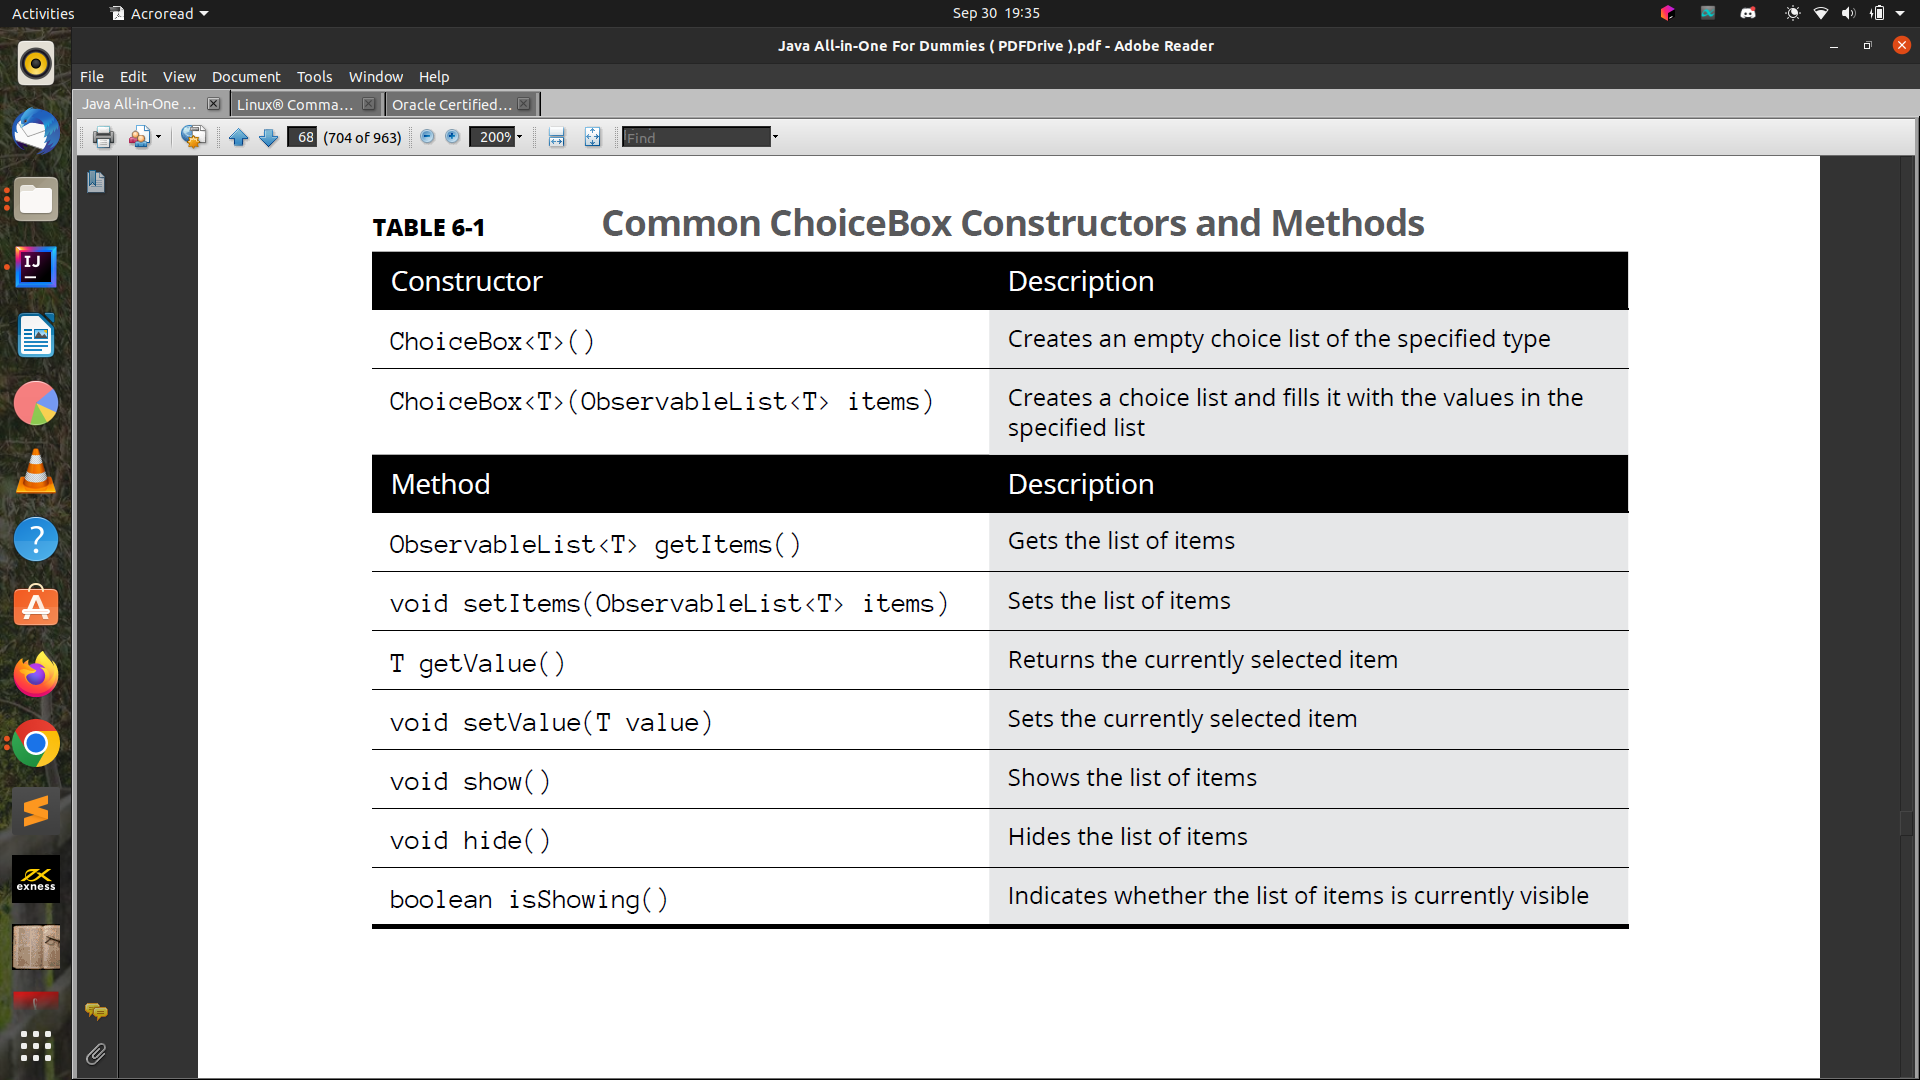 Activities Acroread Sep 30 19:35
Java All-in-One For Dummies ( PDFDrive ).pdf - Adobe Reader
File Edit View Document Tools Window Help
Java All-in-One ... Linux® Comma... Oracle Certified...
68 (704 of 963) 200% Find
TABLE 6-1 Common ChoiceBox Constructors and Methods
Constructor Description
ChoiceBox<T>() Creates an empty choice list of the specified type
ChoiceBox<T>(ObservableList<T> items) Creates a choice list and fills it with the values in the
specified list
Method Description
ObservableList<T> getItems() Gets the list of items
void setItems(ObservableList<T> items) Sets the list of items
T getValue() Returns the currently selected item
void setValue(T value) Sets the currently selected item
void show() Shows the list of items
void hide() Hides the list of items
boolean isShowing() Indicates whether the list of items is currently visible
IJ
exness